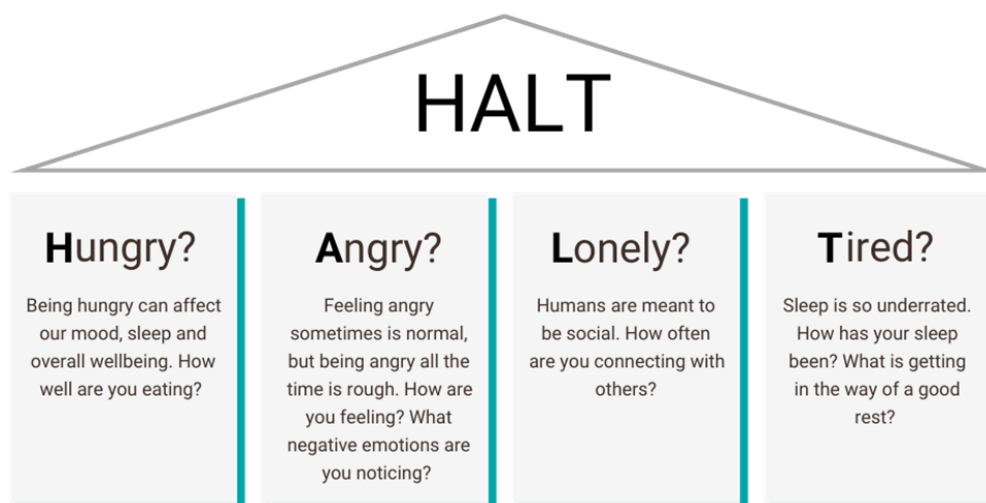 HALT
Hungry?
Being hungry can affect
our mood, sleep and
overall wellbeing. How
well are you eating?
Angry?
Feeling angry
sometimes is normal,
but being angry all the
time is rough. How are
you feeling? What
negative emotions are
you noticing?
Lonely?
Humans are meant to
be social. How often
are you connecting with
others?
Tired?
Sleep is so underrated.
How has your sleep
been? What is getting
in the way of a good
rest?